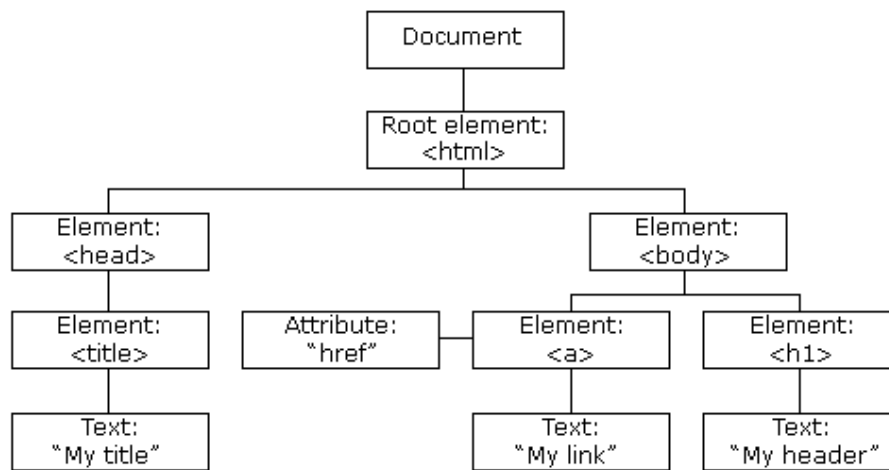 Document
Root element:
<html>
Element:
<head>
Element:
<body>
Element:
<title>
Attribute:
“href”
Element:
<a>
Element:
<h1>
Text:
“My title”
Text:
“My link”
Text:
“My header”